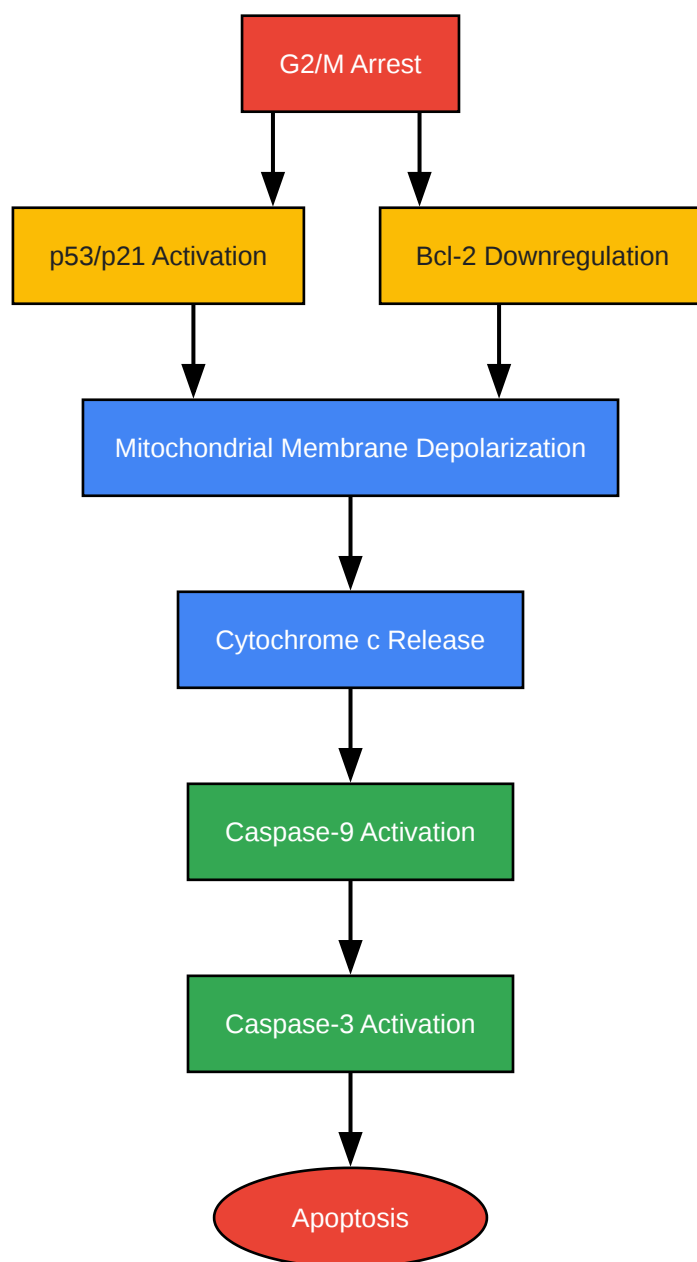 G2/M Arrest
p53/p21 Activation
Bcl-2 Downregulation
Mitochondrial Membrane Depolarization
Cytochrome c Release
Caspase-9 Activation
Caspase-3 Activation
Apoptosis